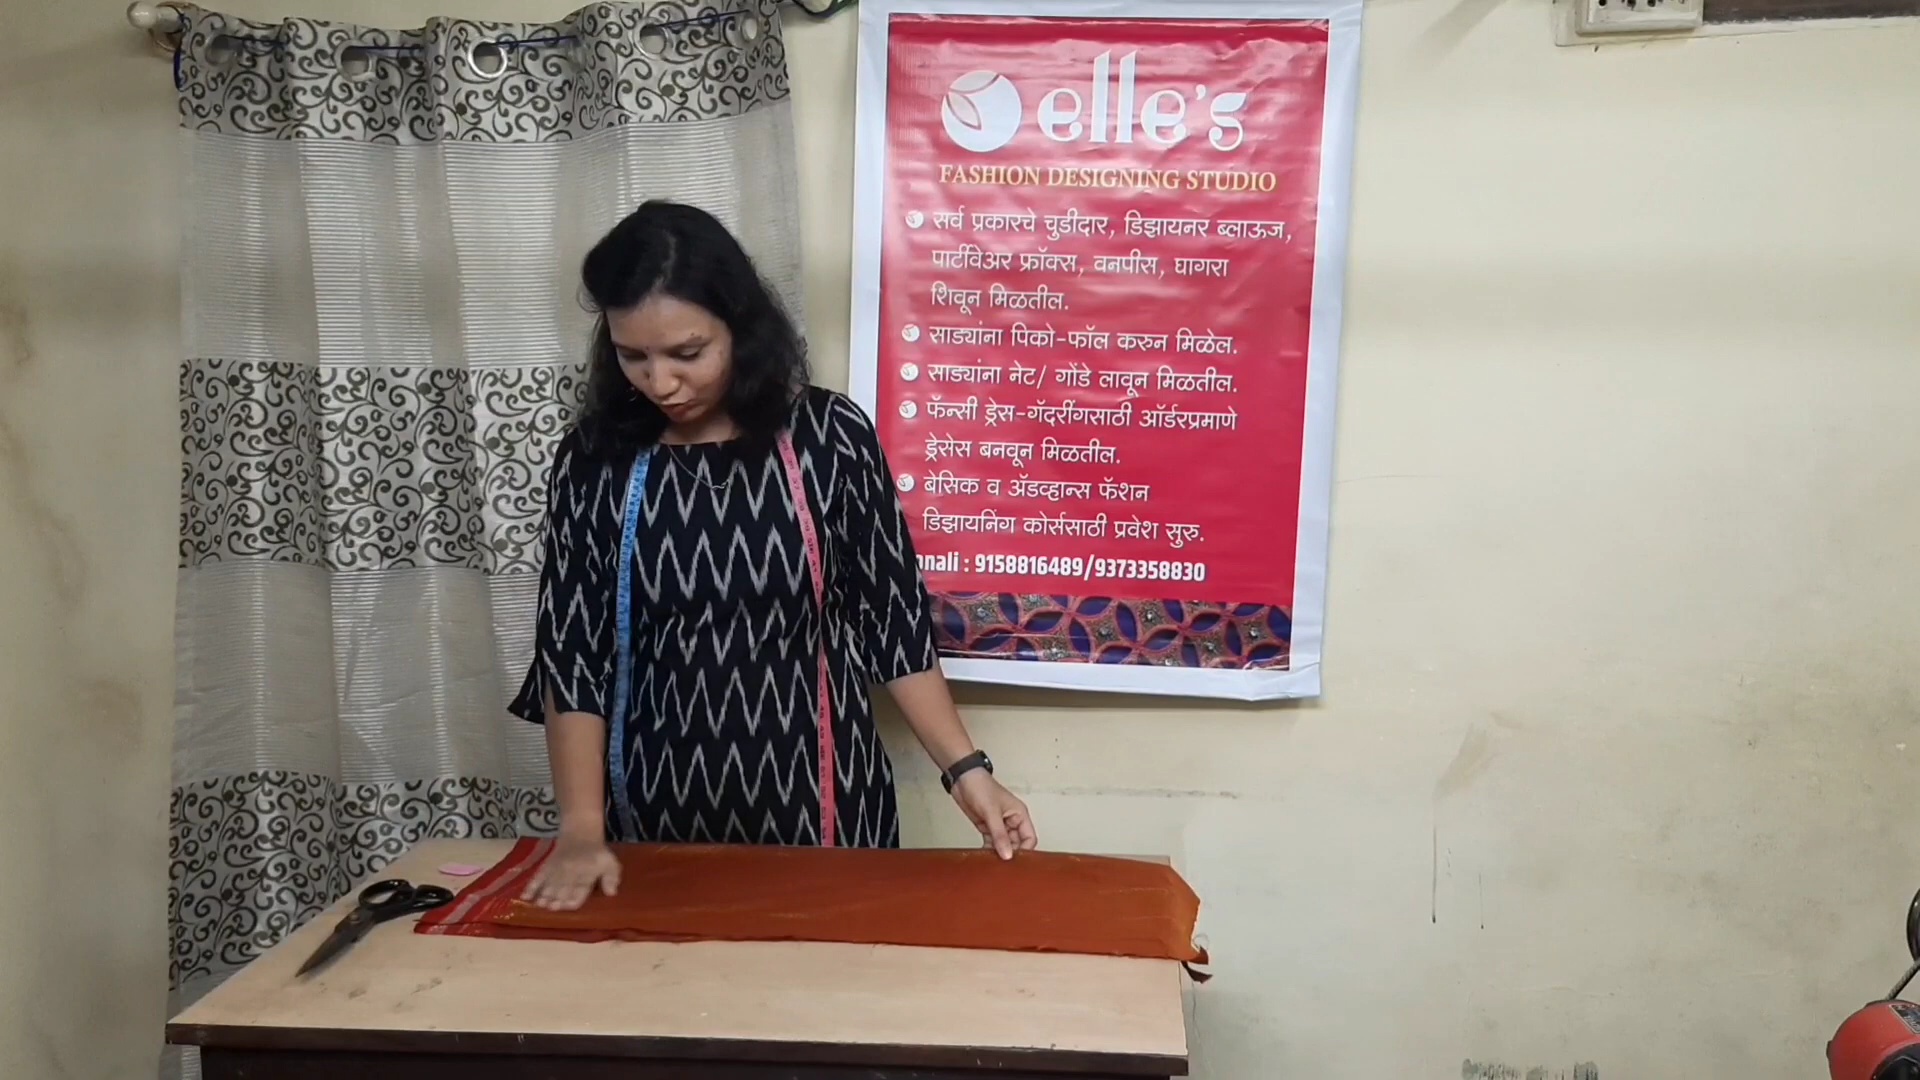 elle's
FASHION DESIGNING STUDIO
सर्व प्रकारचे चुडीदार, डिझायनर ब्लाऊज,
पार्टीवेअर फ्रॉक्स, वनपीस, घागरा
शिवून मिळतील.
साड्यांना पिको-फॉल करुन मिळेल.
साड्यांना नेट/ गोंडे लावून मिळतील.
फॅन्सी ड्रेस-गॅदरींगसाठी ऑर्डरप्रमाणे
ड्रेसेस बनवून मिळतील.
बेसिक व ॲडव्हान्स फॅशन
डिझायनिंग कोर्ससाठी प्रवेश सुरु.
: 9158816489/9373358830